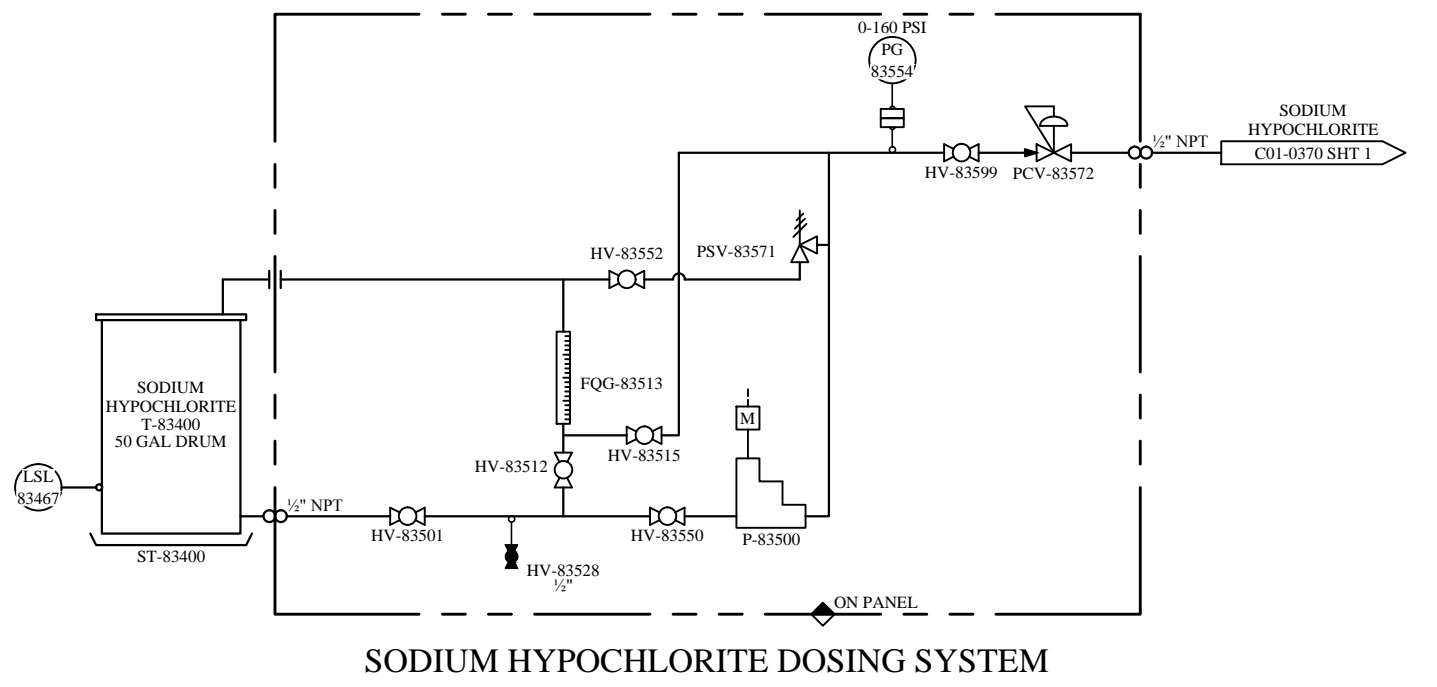 0-160 PSI
PG
83554
SODIUM
HYPOCHLORITE
C01-0370 SHT 1
½" NPT
HV-83599
PCV-83572
HV-83552
PSV-83571
FQG-83513
SODIUM
HYPOCHLORITE
T-83400
50 GAL DRUM
M
HV-83515
HV-83512
LSL
83467
½" NPT
HV-83501
HV-83550
P-83500
ST-83400
HV-83528
½"
ON PANEL
SODIUM HYPOCHLORITE DOSING SYSTEM